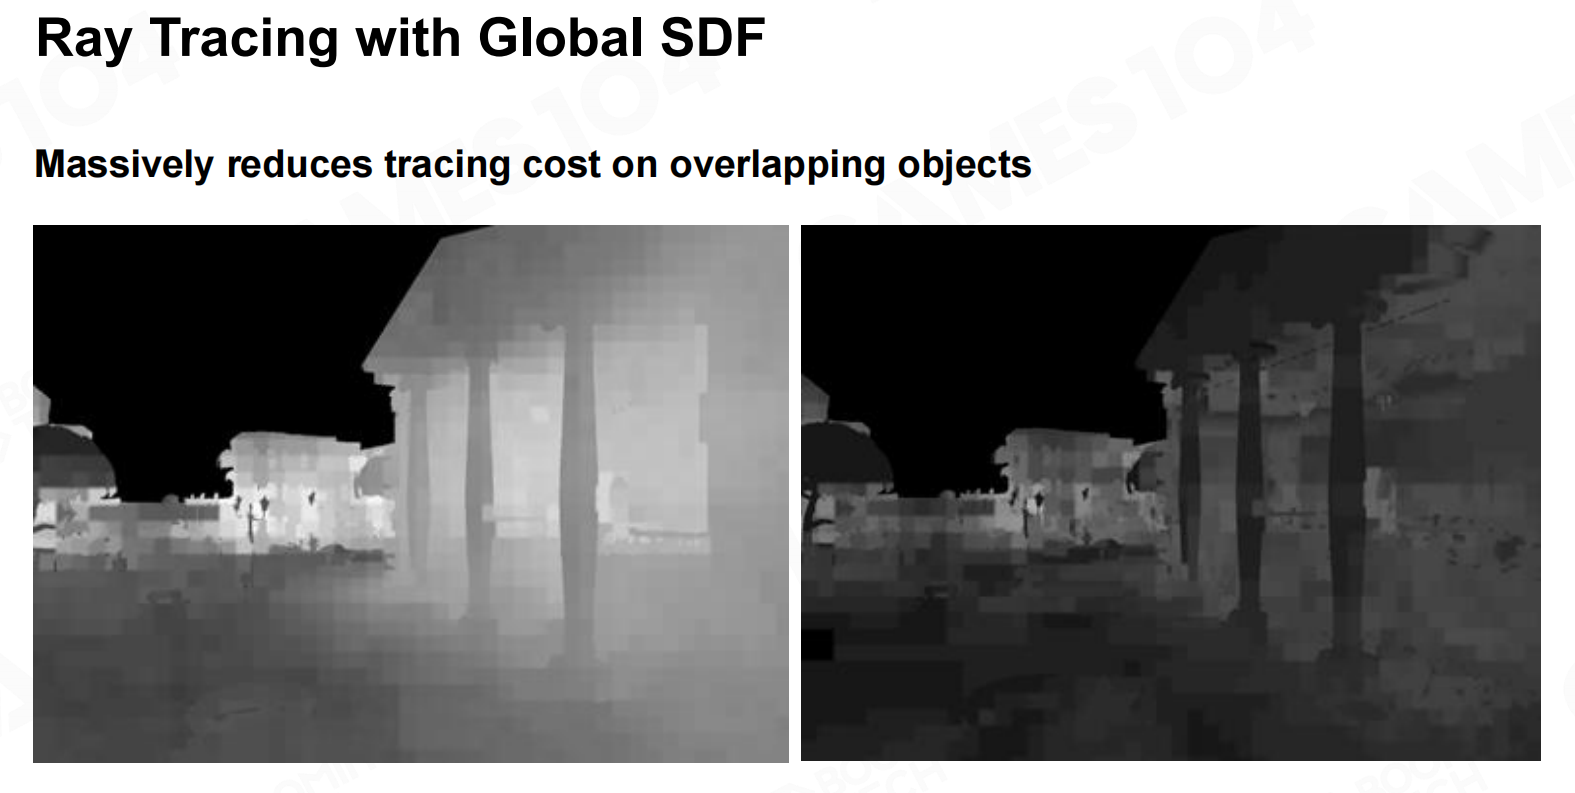 Ray Tracing with Global SDF
Massively reduces tracing cost on overlapping objects